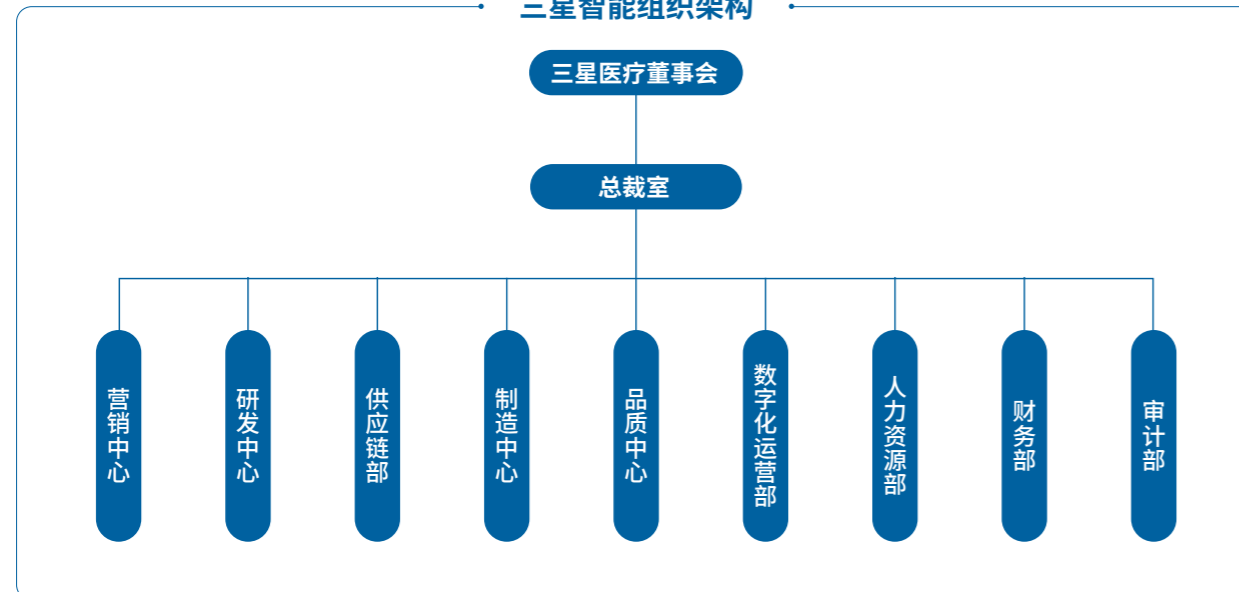 三星智能组织架构
三星医疗董事会
总裁室
营销中心
研发中心
供应链部
制造中心
品质中心
数字化运营部
人力资源部
财务部
审计部